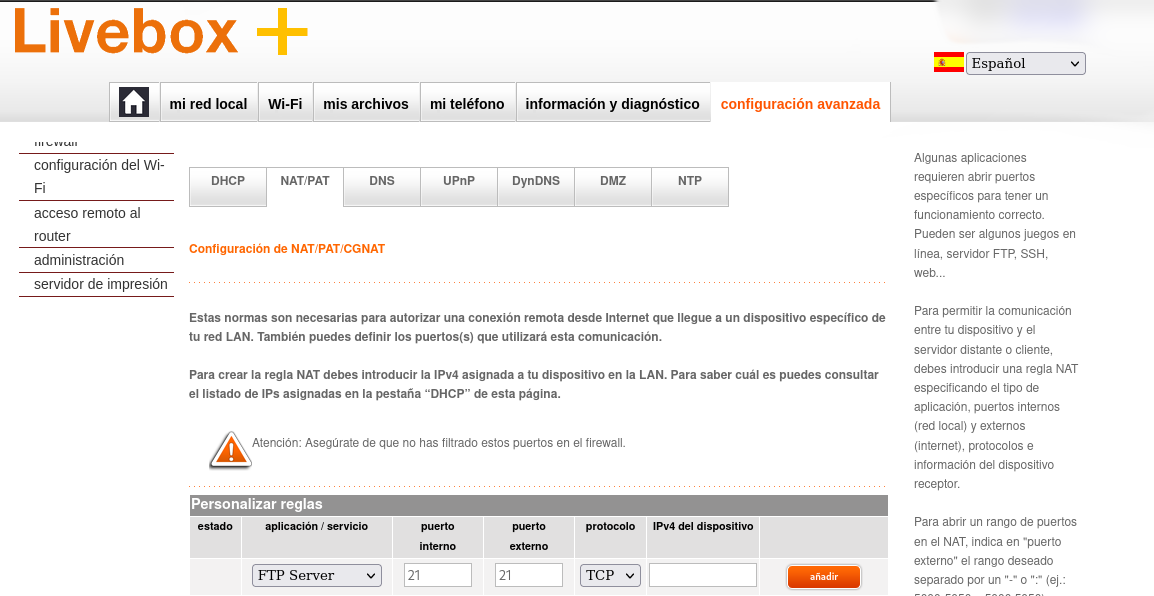 Livebox +
Español
mi red local
Wi-Fi
mis archivos
mi teléfono
información y diagnóstico
configuración avanzada
firewall
configuración del Wi-
Fi
acceso remoto al
router
administración
servidor de impresión
DHCP
NAT/PAT
DNS
UPnP
DynDNS
DMZ
NTP
Configuración de NAT/PAT/CGNAT
Estas normas son necesarias para autorizar una conexión remota desde Internet que llegue a un dispositivo específico de
tu red LAN. También puedes definir los puertos(s) que utilizará esta comunicación.
Para crear la regla NAT debes introducir la IPv4 asignada a tu dispositivo en la LAN. Para saber cuál es puedes consultar
el listado de IPs asignadas en la pestaña “DHCP” de esta página.
Atención: Asegúrate de que no has filtrado estos puertos en el firewall.
Personalizar reglas
estado
aplicación / servicio
puerto
interno
puerto
externo
protocolo
IPv4 del dispositivo
FTP Server
21
21
TCP
añadir
Algunas aplicaciones
requieren abrir puertos
específicos para tener un
funcionamiento correcto.
Pueden ser algunos juegos en
línea, servidor FTP, SSH,
web...
Para permitir la comunicación
entre tu dispositivo y el
servidor distante o cliente,
debes introducir una regla NAT
especificando el tipo de
aplicación, puertos internos
(red local) y externos
(internet), protocolos e
información del dispositivo
receptor.
Para abrir un rango de puertos
en el NAT, indica en "puerto
externo" el rango deseado
separado por un "-" o ":" (ej.: